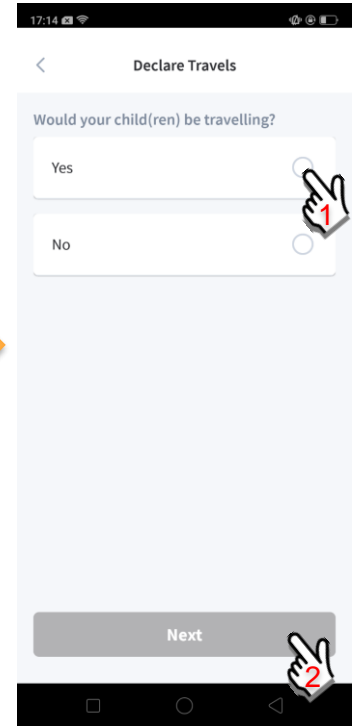 17:14
Declare Travels
Would your child(ren) be travelling?
Yes
1
No
Next
2